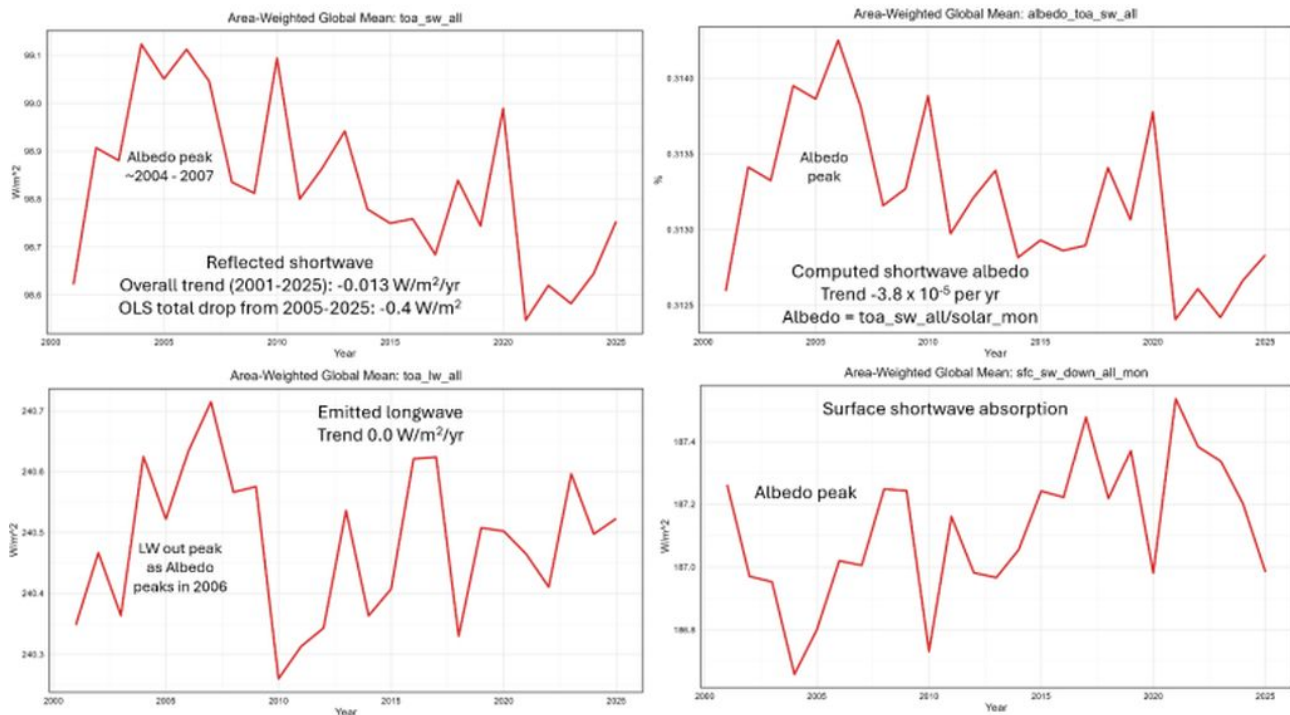 Area-Weighted Global Mean: toa_sw_all
99.1
99.0
98.9
98.8
98.7
98.6
W/m^2
Albedo peak
~2004 - 2007
Reflected shortwave
Overall trend (2001-2025): -0.013 W/m²/yr
OLS total drop from 2005-2025: -0.4 W/m²
2000
2005
2010
2015
2020
2025
Year
Area-Weighted Global Mean: albedo_toa_sw_all
0.3140
0.3135
0.3130
0.3125
%
Albedo
peak
Computed shortwave albedo
Trend -3.8 x 10⁻⁵ per yr
Albedo = toa_sw_all/solar_mon
2000
2005
2010
2015
2020
2025
Year
Area-Weighted Global Mean: toa_lw_all
240.7
240.6
240.5
240.4
240.3
W/m^2
Emitted longwave
Trend 0.0 W/m²/yr
LW out peak
as Albedo
peaks in 2006
2000
2005
2010
2015
2020
2025
Year
Area-Weighted Global Mean: sfc_sw_down_all_mon
187.4
187.2
187.0
186.8
W/m^2
Surface shortwave absorption
Albedo peak
2000
2005
2010
2015
2020
2025
Year